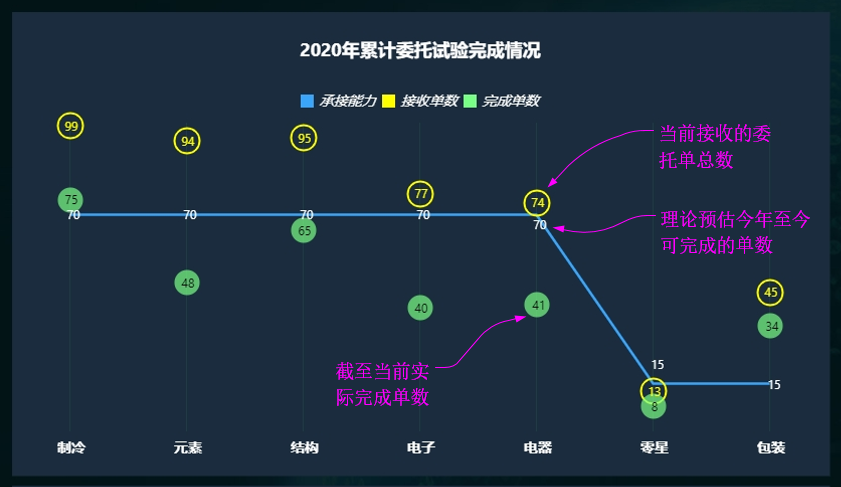 2020年累计委托试验完成情况
承接能力 接收单数 完成单数
99
94
95
77
74
当前接收的委
托单总数
75
70
70
70
70
70
理论预估今年至今
可完成的单数
65
48
40
41
45
34
截至当前实
际完成单数
15
13
8
15
制冷 元素 结构 电子 电器 零星 包装